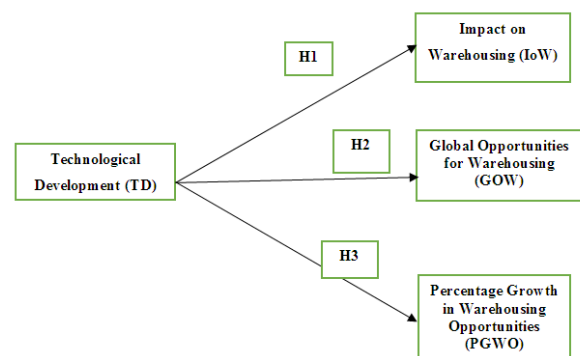 Impact on
Warehousing (IoW)
H1
H2
Global Opportunities
for Warehousing
(GOW)
Technological
Development (TD)
H3
Percentage Growth
in Warehousing
Opportunities
(PGWO)